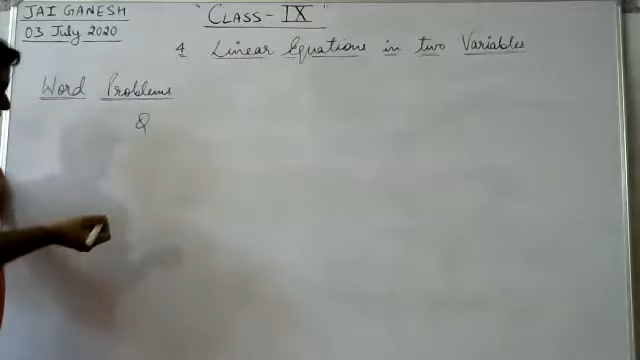 JAI GANESH
" CLASS - IX "
03 July 2020
4 Linear Equations in two Variables
Word Problems
Q